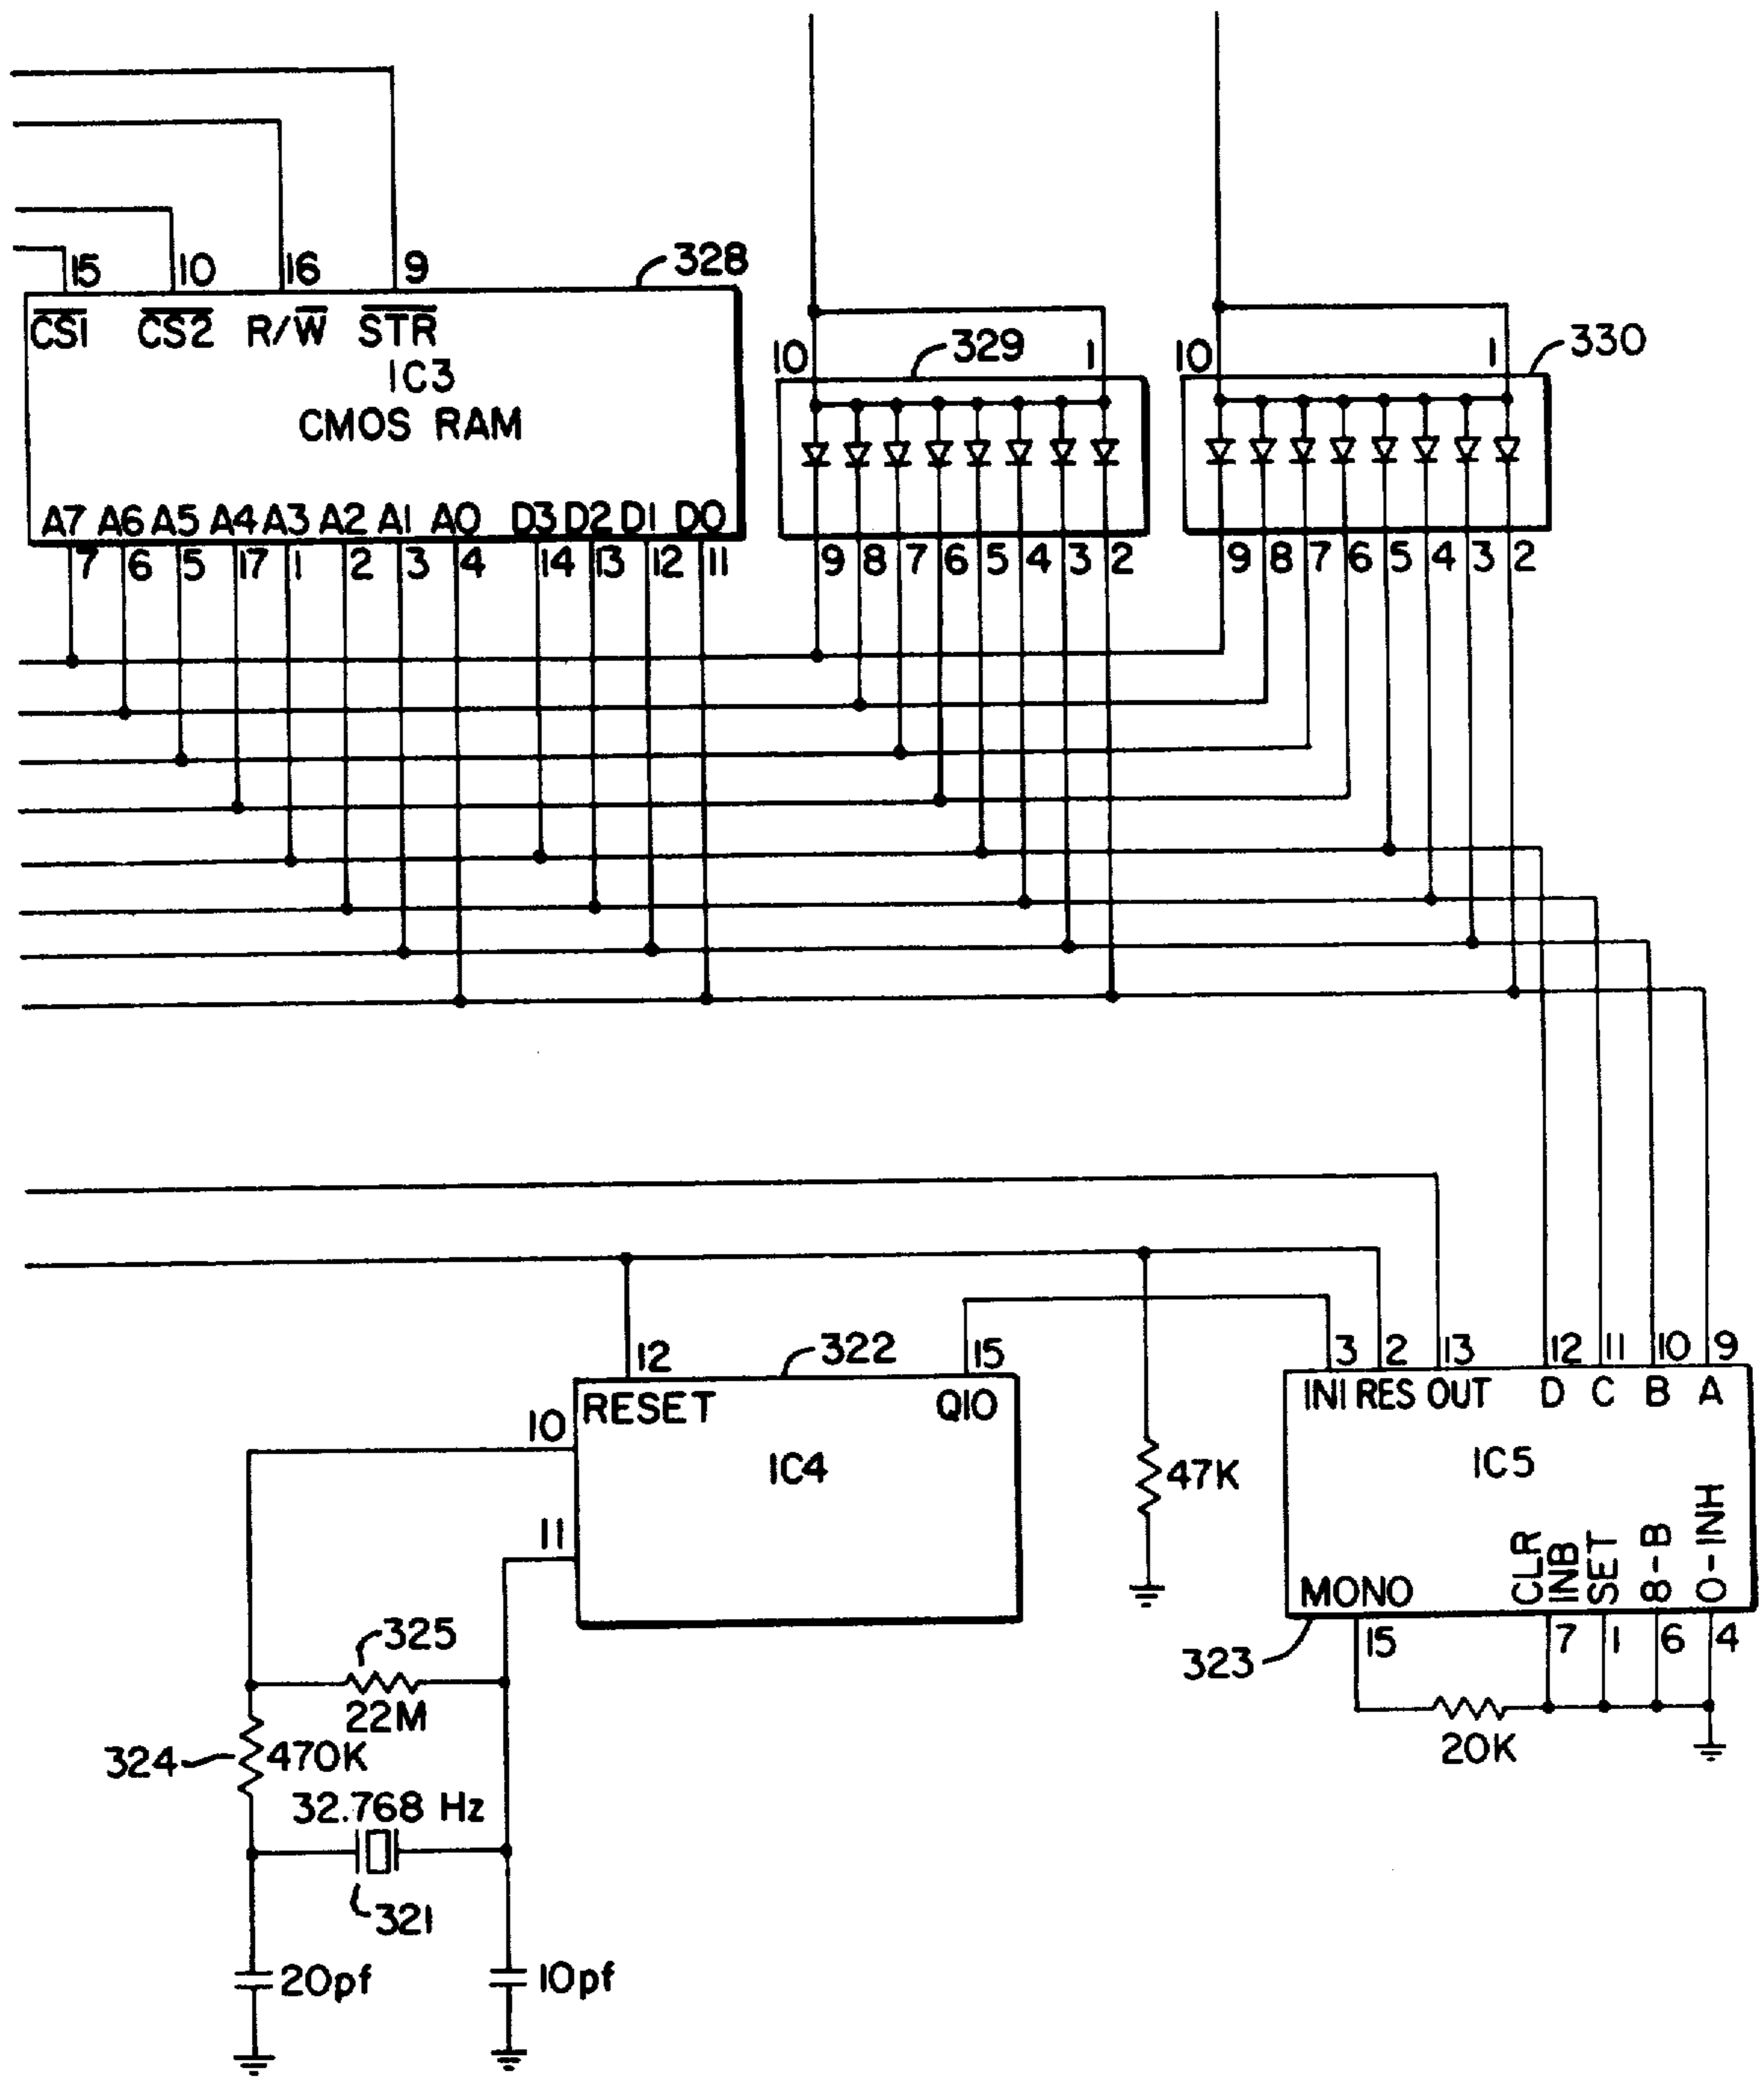 15 10 16 9 328
CS1 CS2 R/W STR
IC3
CMOS RAM
A7 A6 A5 A4 A3 A2 A1 A0 D3 D2 D1 D0
7 6 5 17 1 2 3 4 14 13 12 11
10 329 1
9 8 7 6 5 4 3 2
10 1 330
9 8 7 6 5 4 3 2
12 322 15
RESET Q10
10
IC4
11
47K
3 2 13 12 11 10 9
IN1 RES OUT D C B A
IC5
MONO CLR INB SET 8-B O-INH
323 15 7 1 6 4
20K
325
22M
324 470K
32.768 Hz
321
20pf 10pf